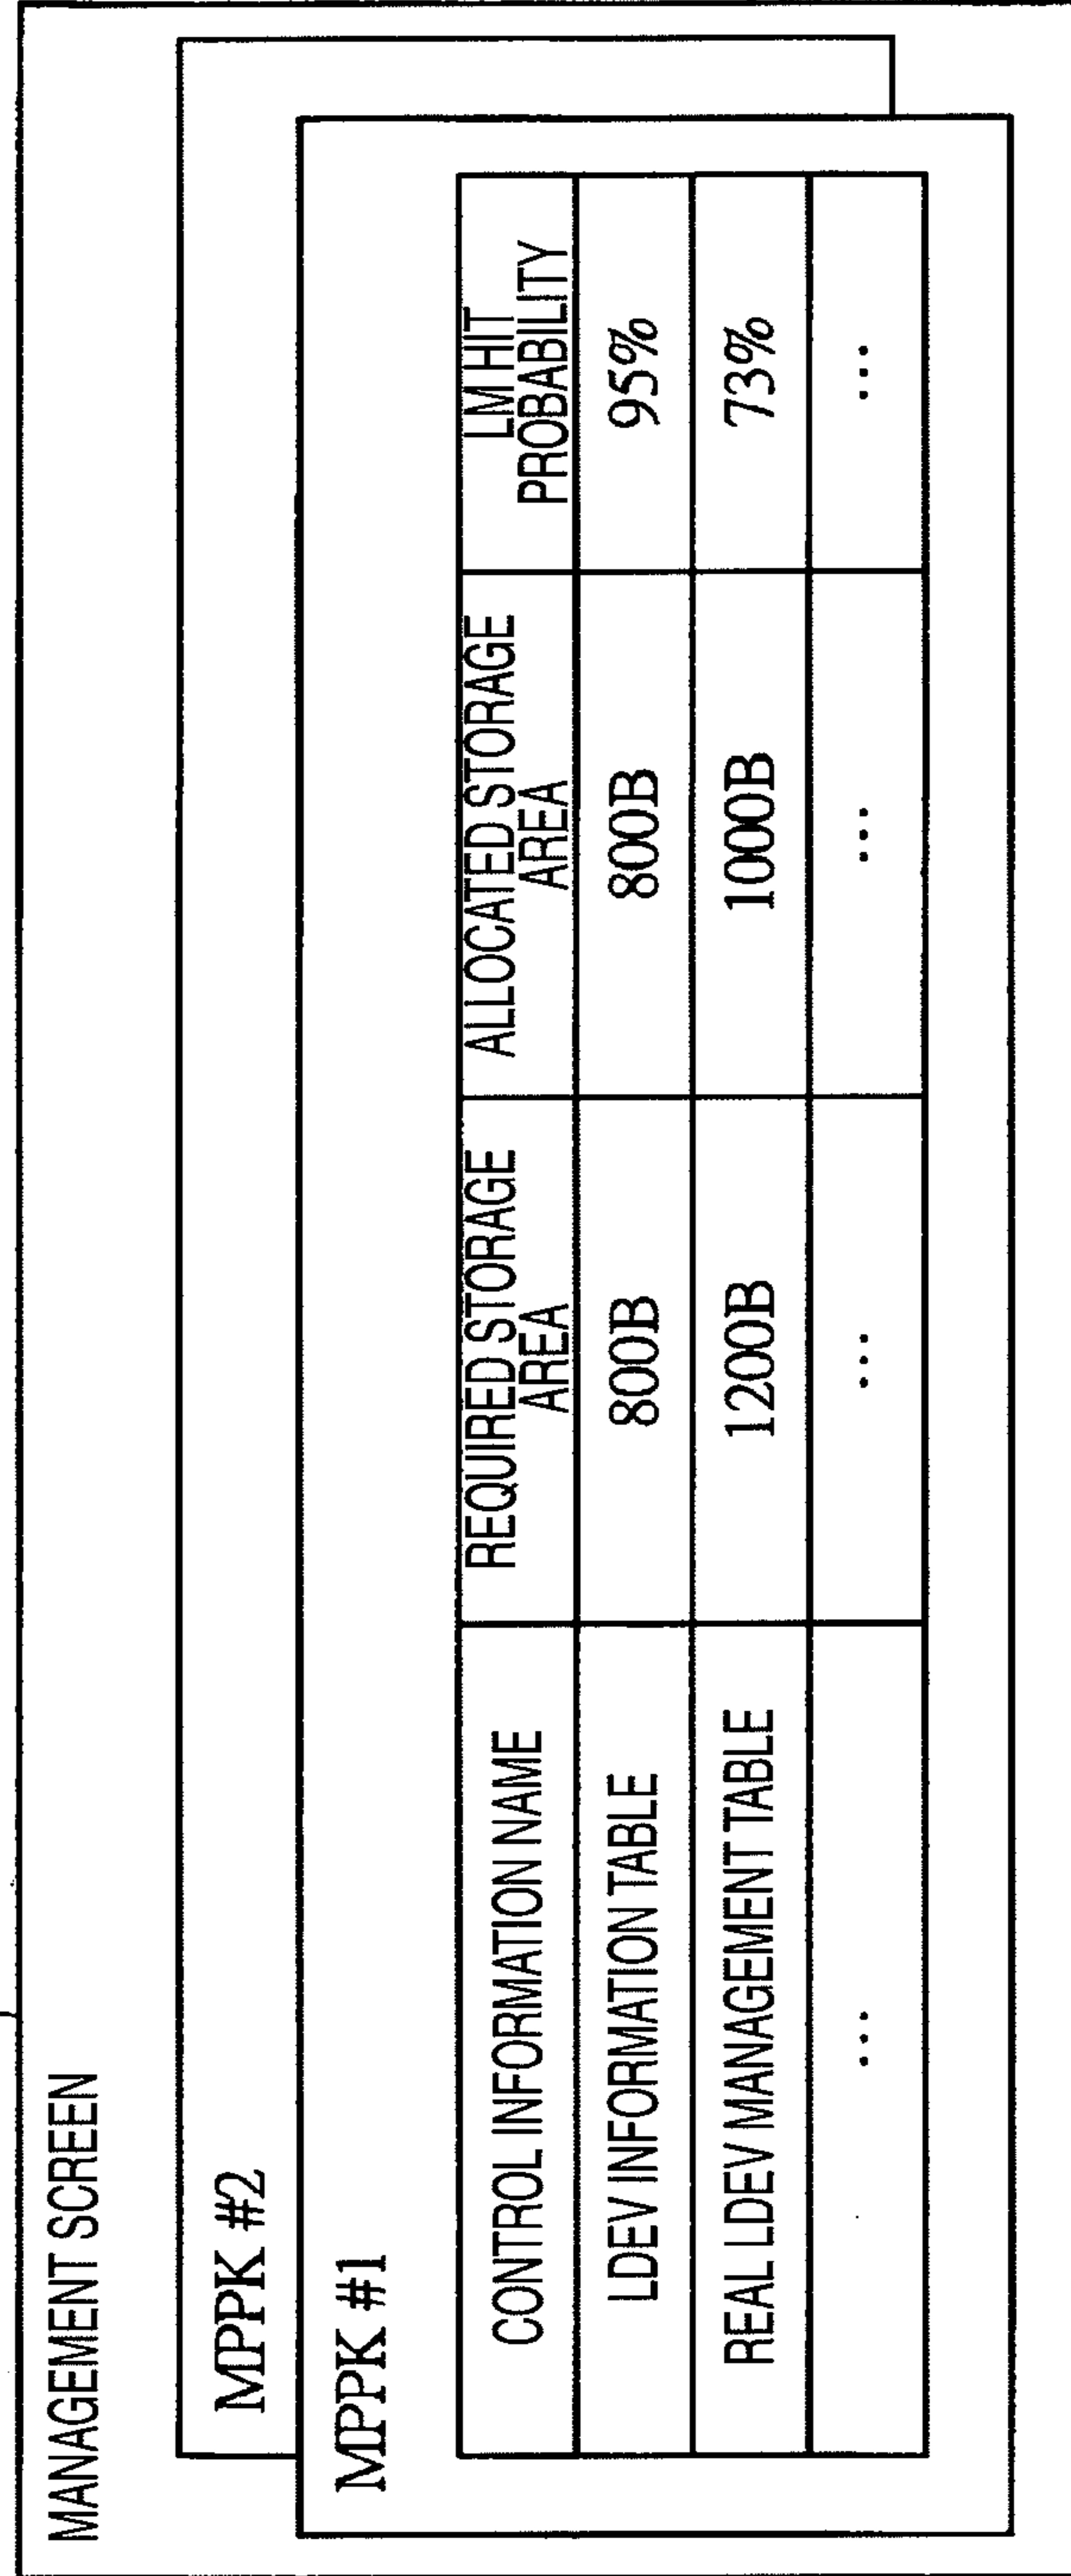 MANAGEMENT SCREEN
MPPK #2
MPPK #1
CONTROL INFORMATION NAME
REQUIRED STORAGE
AREA
ALLOCATED STORAGE
AREA
LM HIT
PROBABILITY
LDEV INFORMATION TABLE
800B
800B
95%
REAL LDEV MANAGEMENT TABLE
1200B
1000B
73%
...
...
...
...